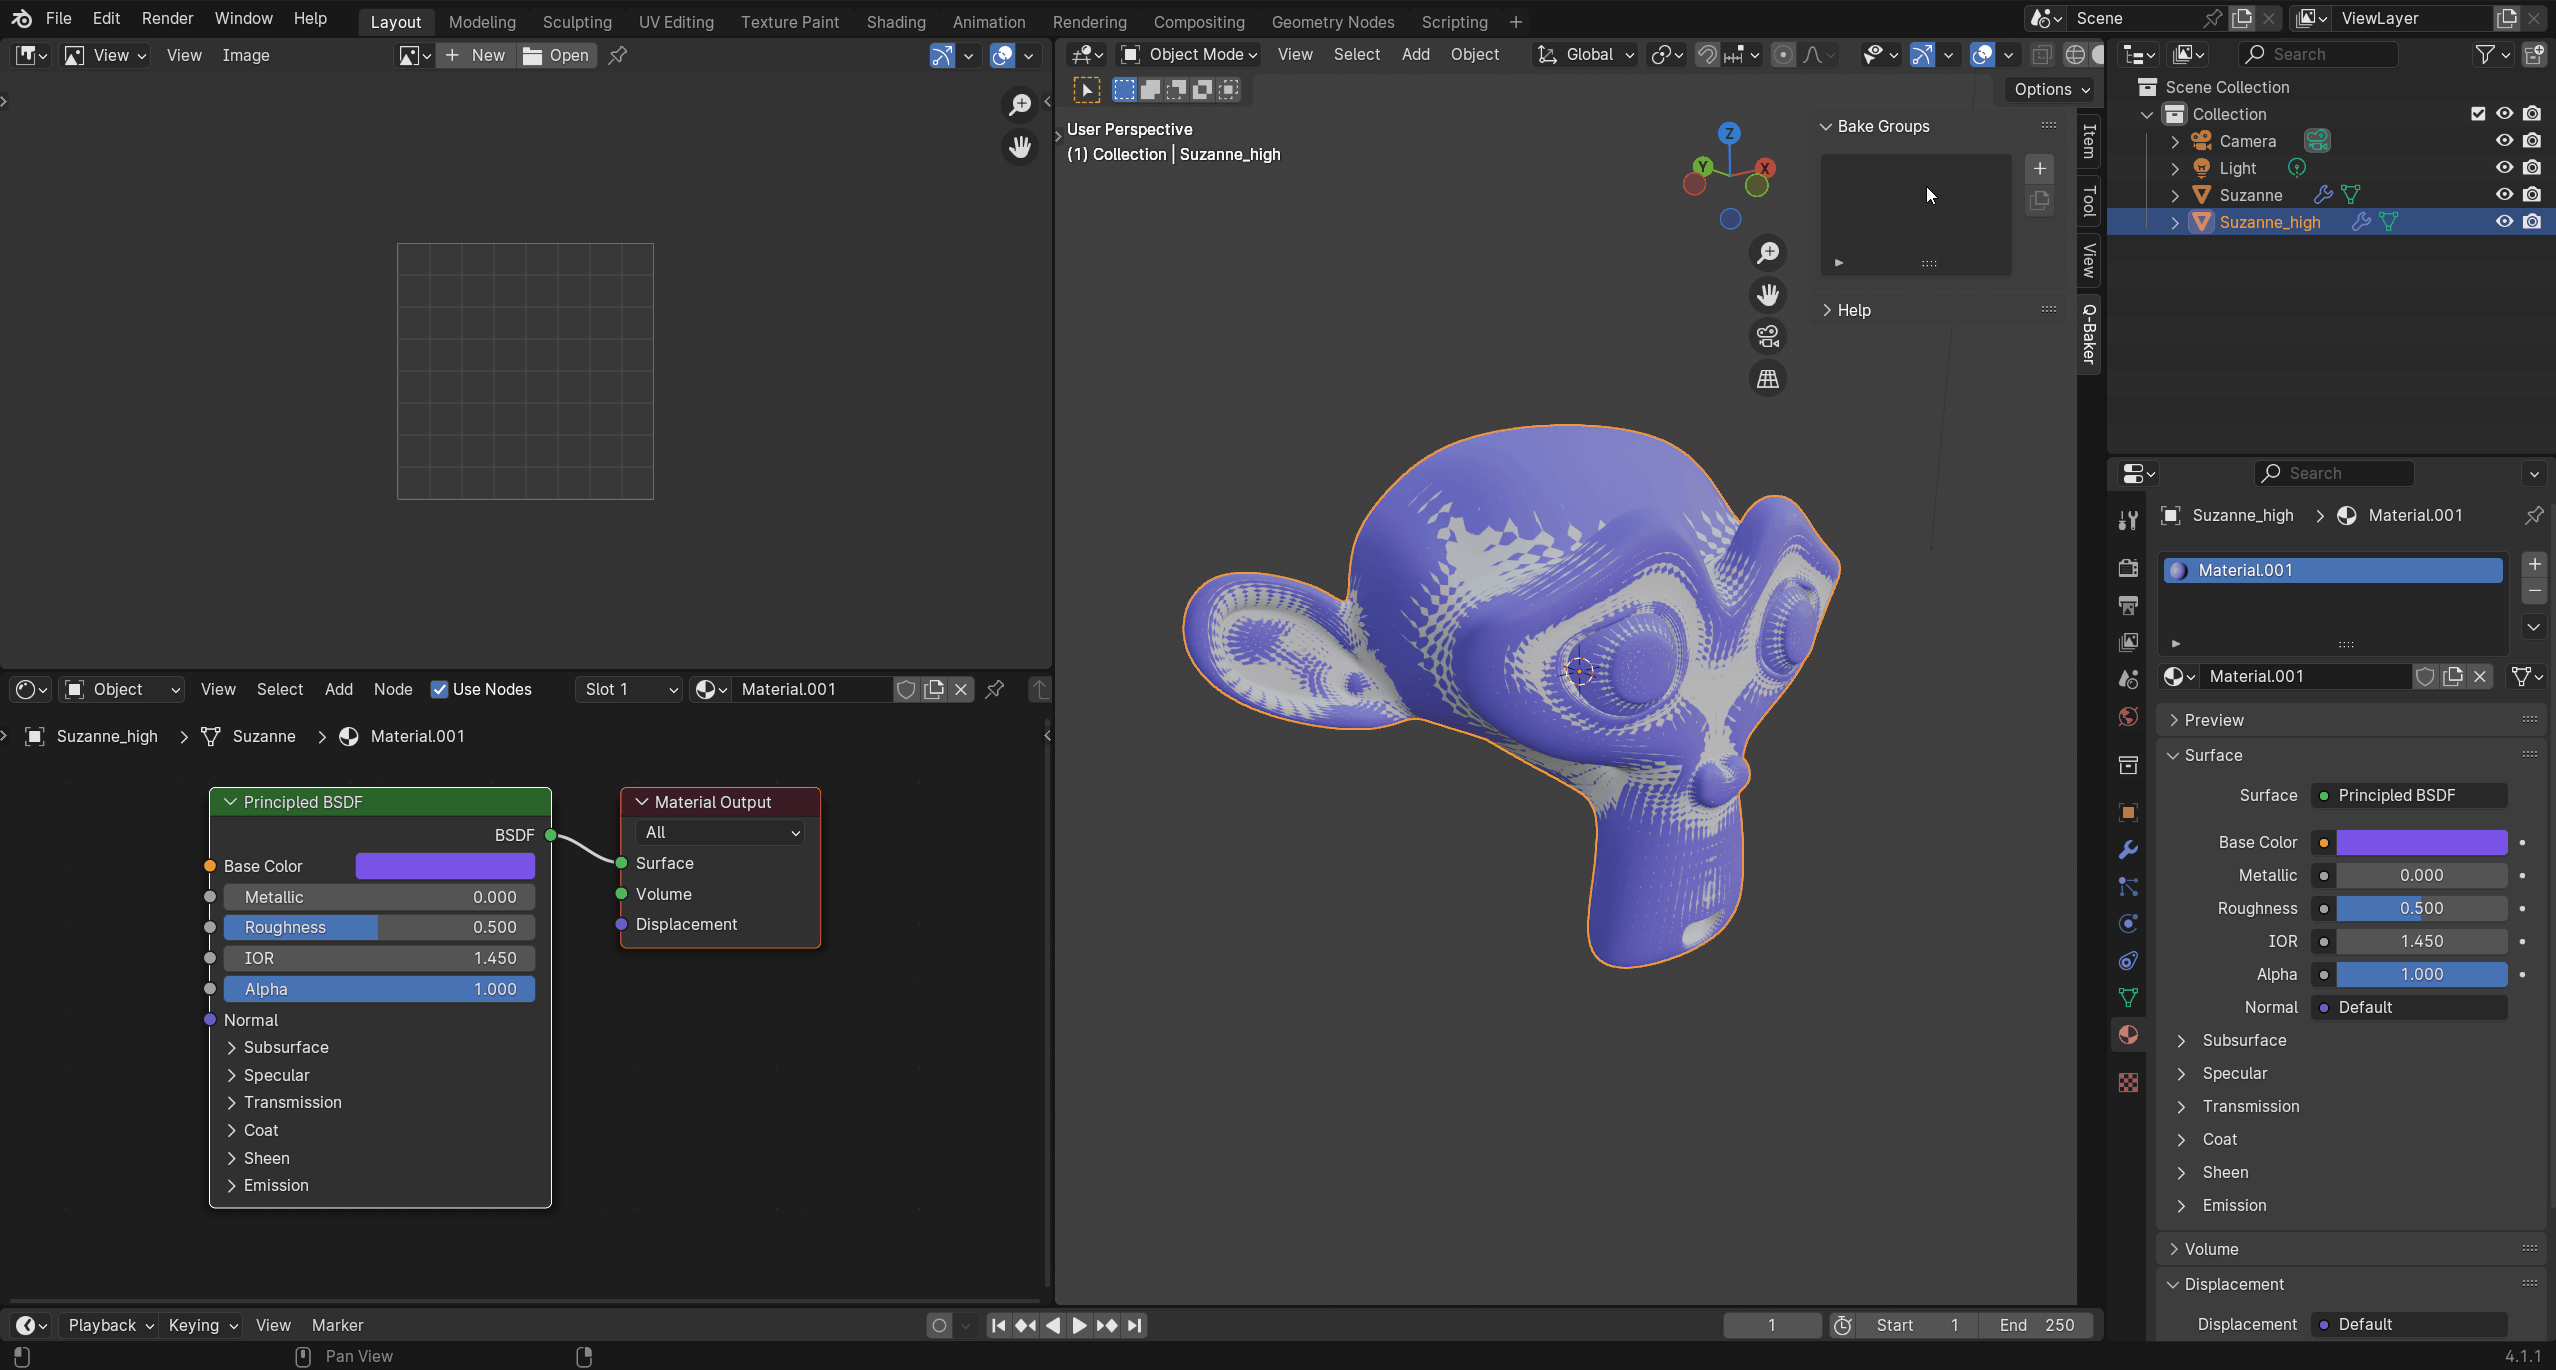 File Edit Render Window Help Layout Modeling Sculpting UV Editing Texture Paint Shading Animation Rendering Compositing Geometry Nodes Scripting + Scene ViewLayer
View View Image + New Open
Object Mode View Select Add Object Global
Options
User Perspective
(1) Collection | Suzanne_high
Z
Y
X
Bake Groups
Help
Item
Tool
View
Q-Baker
Search
Scene Collection
Collection
Camera
Light
Suzanne
Suzanne_high
Object View Select Add Node Use Nodes Slot 1 Material.001
Suzanne_high > Suzanne > Material.001
Principled BSDF
BSDF
Base Color
Metallic 0.000
Roughness 0.500
IOR 1.450
Alpha 1.000
Normal
Subsurface
Specular
Transmission
Coat
Sheen
Emission
Material Output
All
Surface
Volume
Displacement
Search
Suzanne_high > Material.001
Material.001
Material.001
Preview
Surface
Surface Principled BSDF
Base Color
Metallic 0.000
Roughness 0.500
IOR 1.450
Alpha 1.000
Normal Default
Subsurface
Specular
Transmission
Coat
Sheen
Emission
Volume
Displacement
Displacement Default
Playback Keying View Marker 1 Start 1 End 250
Pan View 4.1.1